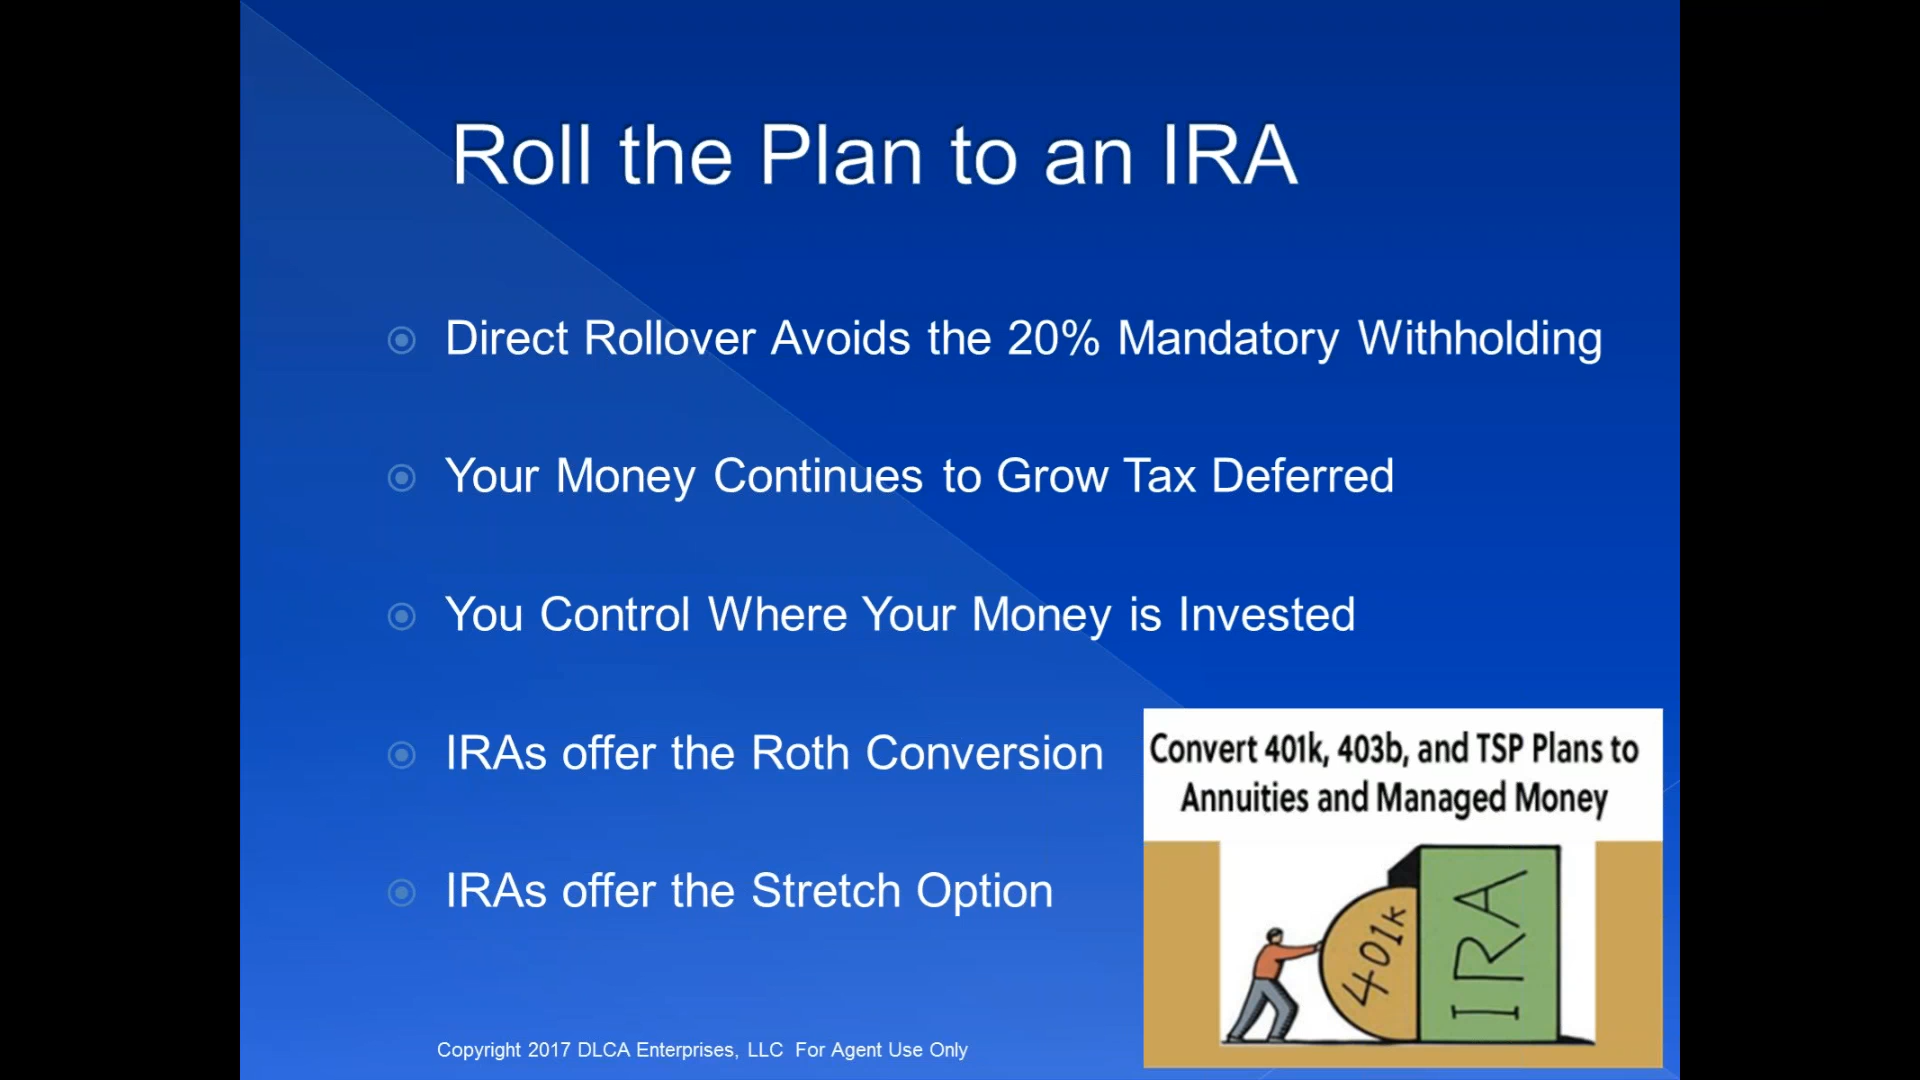 Roll the Plan to an IRA
Direct Rollover Avoids the 20% Mandatory Withholding
Your Money Continues to Grow Tax Deferred
You Control Where Your Money is Invested
IRAs offer the Roth Conversion
IRAs offer the Stretch Option
Convert 401k, 403b, and TSP Plans to
Annuities and Managed Money
401k
IRA
Copyright 2017 DLCA Enterprises, LLC  For Agent Use Only